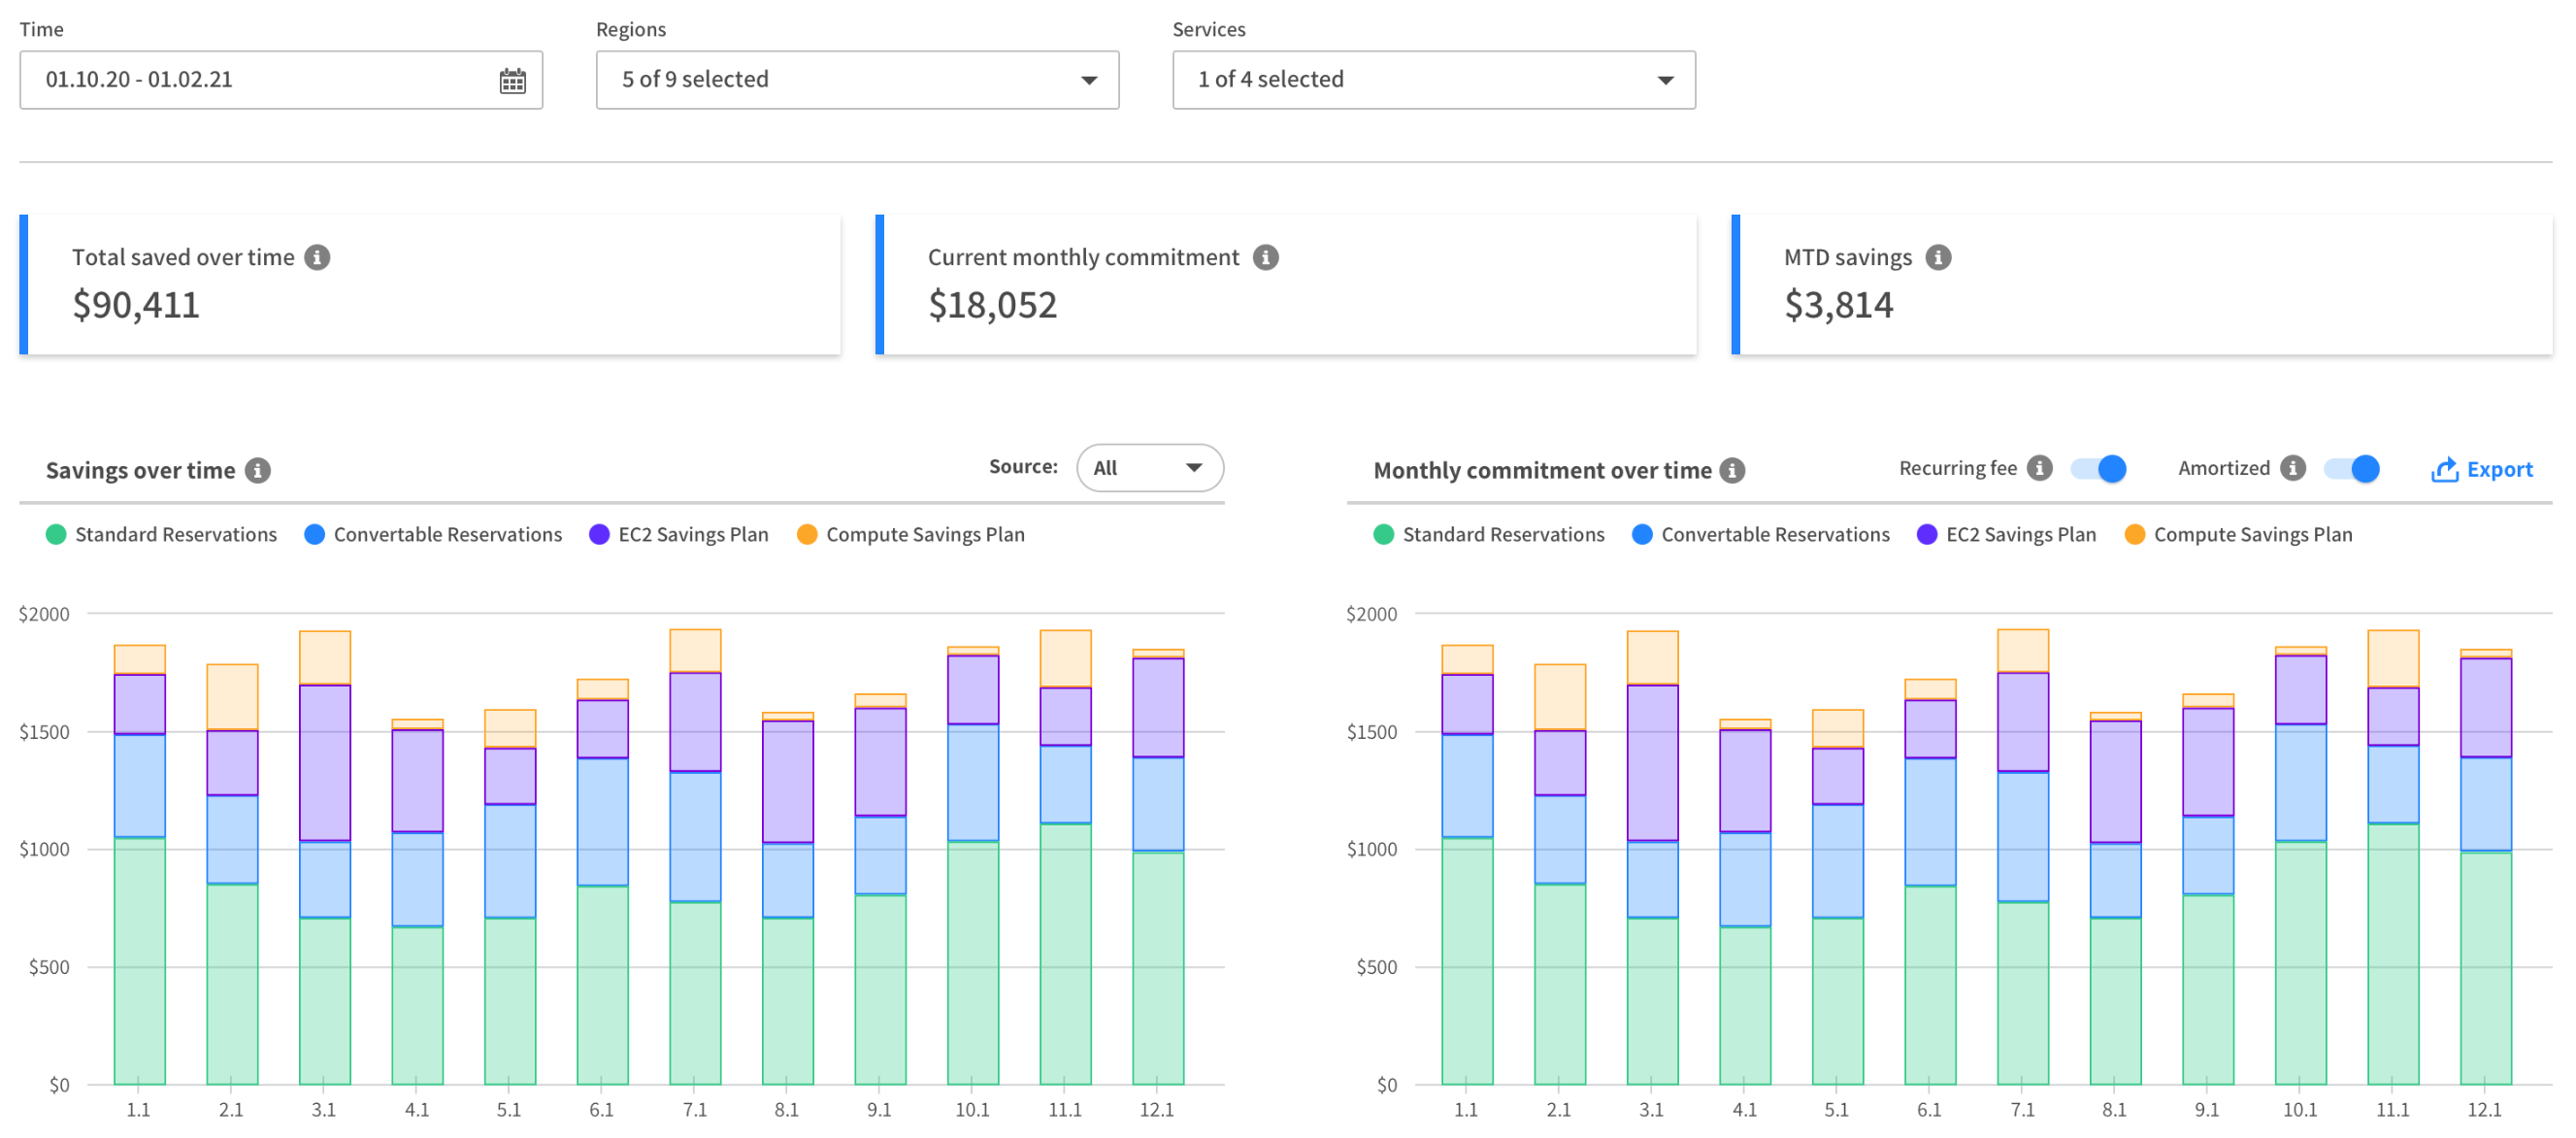 Time
Regions
Services
01.10.20 - 01.02.21
5 of 9 selected
1 of 4 selected
Total saved over time
$90,411
Current monthly commitment
$18,052
MTD savings
$3,814
Savings over time
Source: All
Standard Reservations Convertable Reservations EC2 Savings Plan Compute Savings Plan
$2000
$1500
$1000
$500
$0
1.1 2.1 3.1 4.1 5.1 6.1 7.1 8.1 9.1 10.1 11.1 12.1
Monthly commitment over time
Recurring fee Amortized Export
Standard Reservations Convertable Reservations EC2 Savings Plan Compute Savings Plan
$2000
$1500
$1000
$500
$0
1.1 2.1 3.1 4.1 5.1 6.1 7.1 8.1 9.1 10.1 11.1 12.1